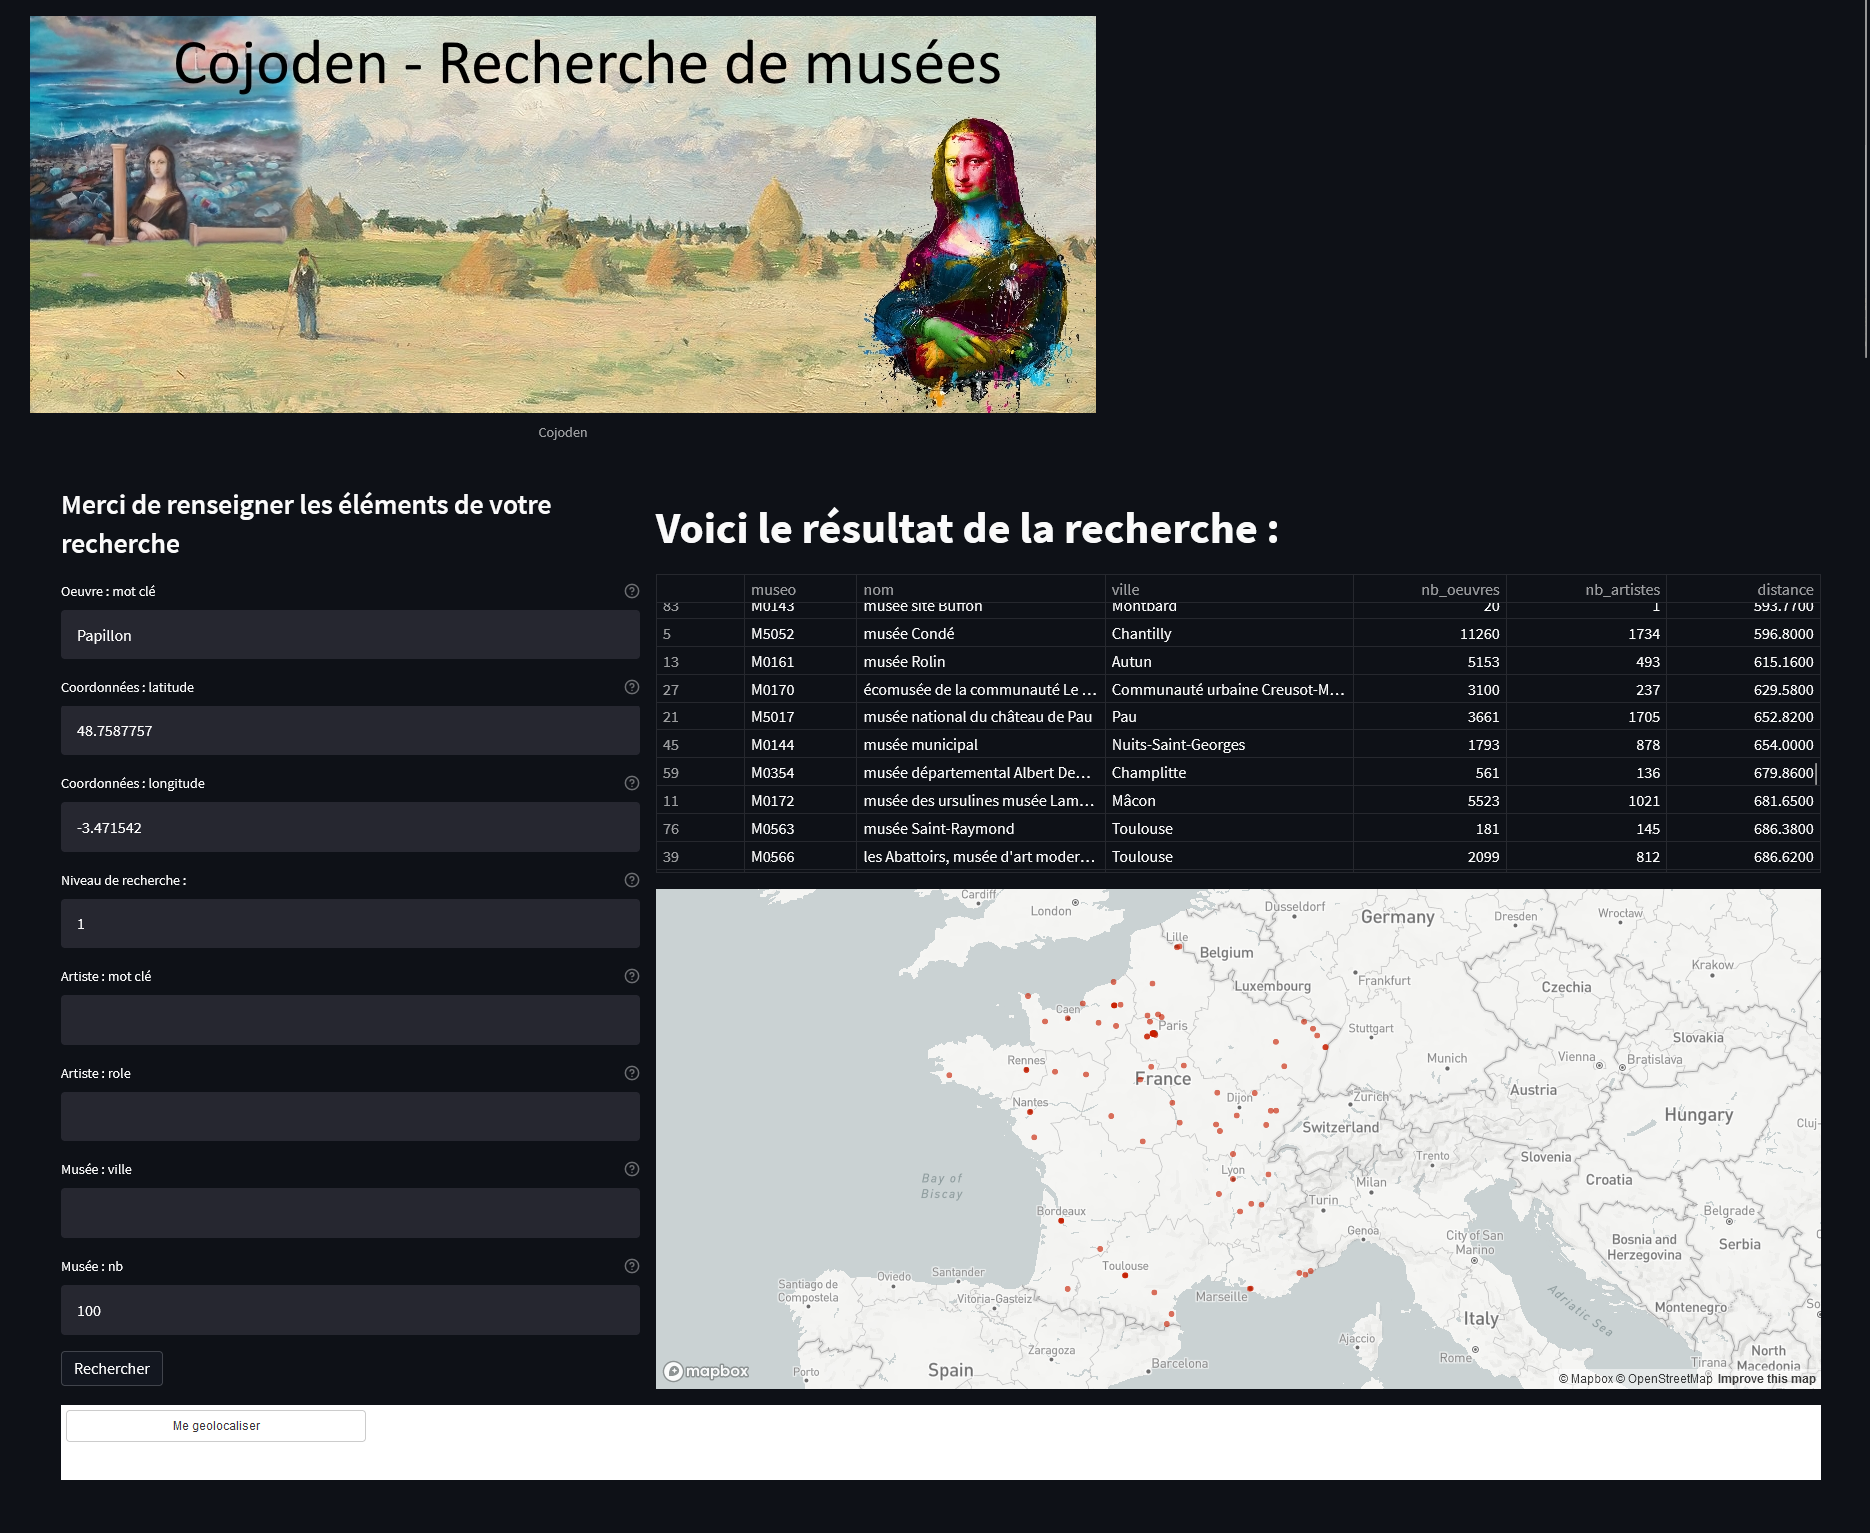 Cojoden - Recherche de musées
Cojoden
Merci de renseigner les éléments de votre
recherche
Oeuvre : mot clé
Papillon
Coordonnées : latitude
48.7587757
Coordonnées : longitude
-3.471542
Niveau de recherche :
1
Artiste : mot clé
Artiste : role
Musée : ville
Musée : nb
100
Rechercher
Me geolocaliser
Voici le résultat de la recherche :
museo nom ville nb_oeuvres nb_artistes distance
83 M0143 musée site Buffon Montbard 20 1 593.7700
5 M5052 musée Condé Chantilly 11260 1734 596.8000
13 M0161 musée Rolin Autun 5153 493 615.1600
27 M0170 écomusée de la communauté Le ... Communauté urbaine Creusot-M... 3100 237 629.5800
21 M5017 musée national du château de Pau Pau 3661 1705 652.8200
45 M0144 musée municipal Nuits-Saint-Georges 1793 878 654.0000
59 M0354 musée départemental Albert De... Champlitte 561 136 679.8600
11 M0172 musée des ursulines musée Lam... Mâcon 5523 1021 681.6500
76 M0563 musée Saint-Raymond Toulouse 181 145 686.3800
39 M0566 les Abattoirs, musée d'art moder... Toulouse 2099 812 686.6200
Cardiff
London
Dusseldorf
Germany
Dresden
Wrocław
Lille
Belgium
Frankfurt
Krakow
Luxembourg
Czechia
Caen
Paris
Stuttgart
Slovakia
Rennes
Munich
Vienna
Bratislava
France
Austria
Nantes
Dijon
Zurich
Hungary
Switzerland
Cluj-
Bay of
Biscay
Lyon
Trento
Slovenia
Milan
Croatia
Turin
Bordeaux
Belgrade
Genoa
City of San
Marino
Bosnia and
Herzegovina
Serbia
Toulouse
Oviedo
Santander
Santiago de
Compostela
Vitoria-Gasteiz
Marseille
Adriatic Sea
Montenegro
So
Italy
Ajaccio
Zaragoza
Rome
North
Macedonia
Tirana
Porto
Spain
Barcelona
mapbox
© Mapbox © OpenStreetMap Improve this map